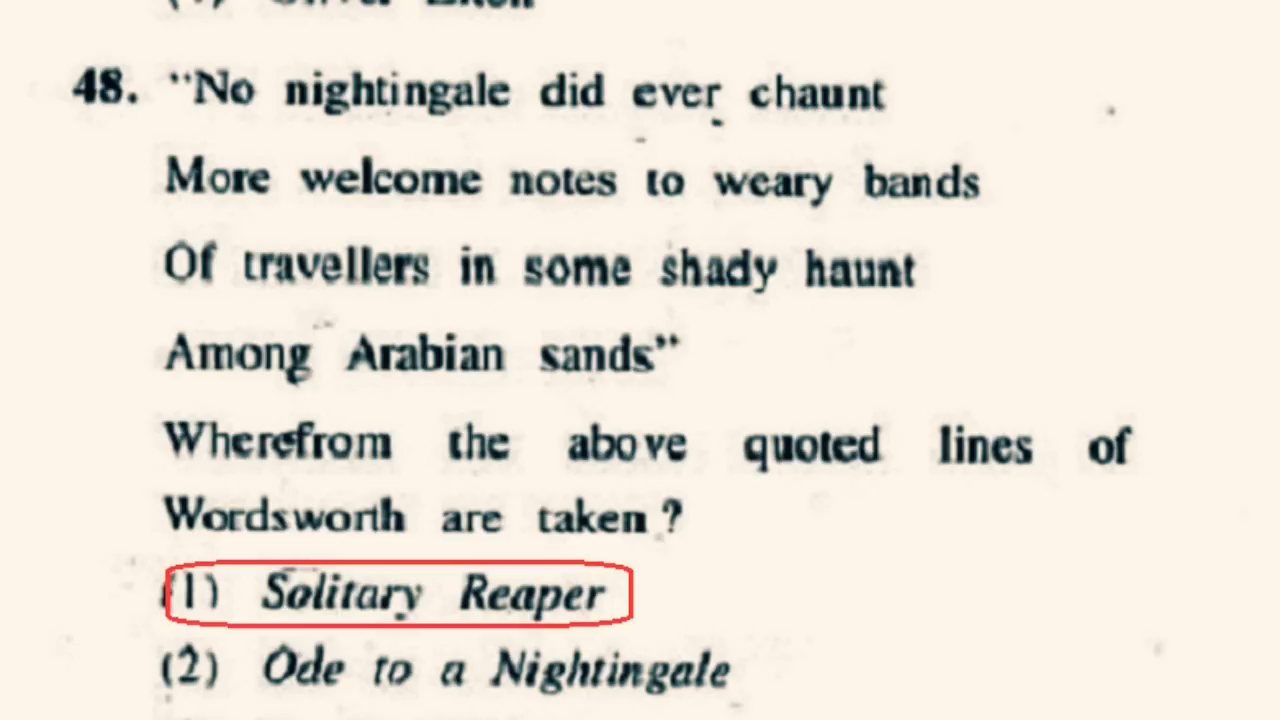 48. "No nightingale did ever chaunt
More welcome notes to weary bands
Of travellers in some shady haunt
Among Arabian sands"
Wherefrom the above quoted lines of
Wordsworth are taken ?
(1) Solitary Reaper
(2) Ode to a Nightingale